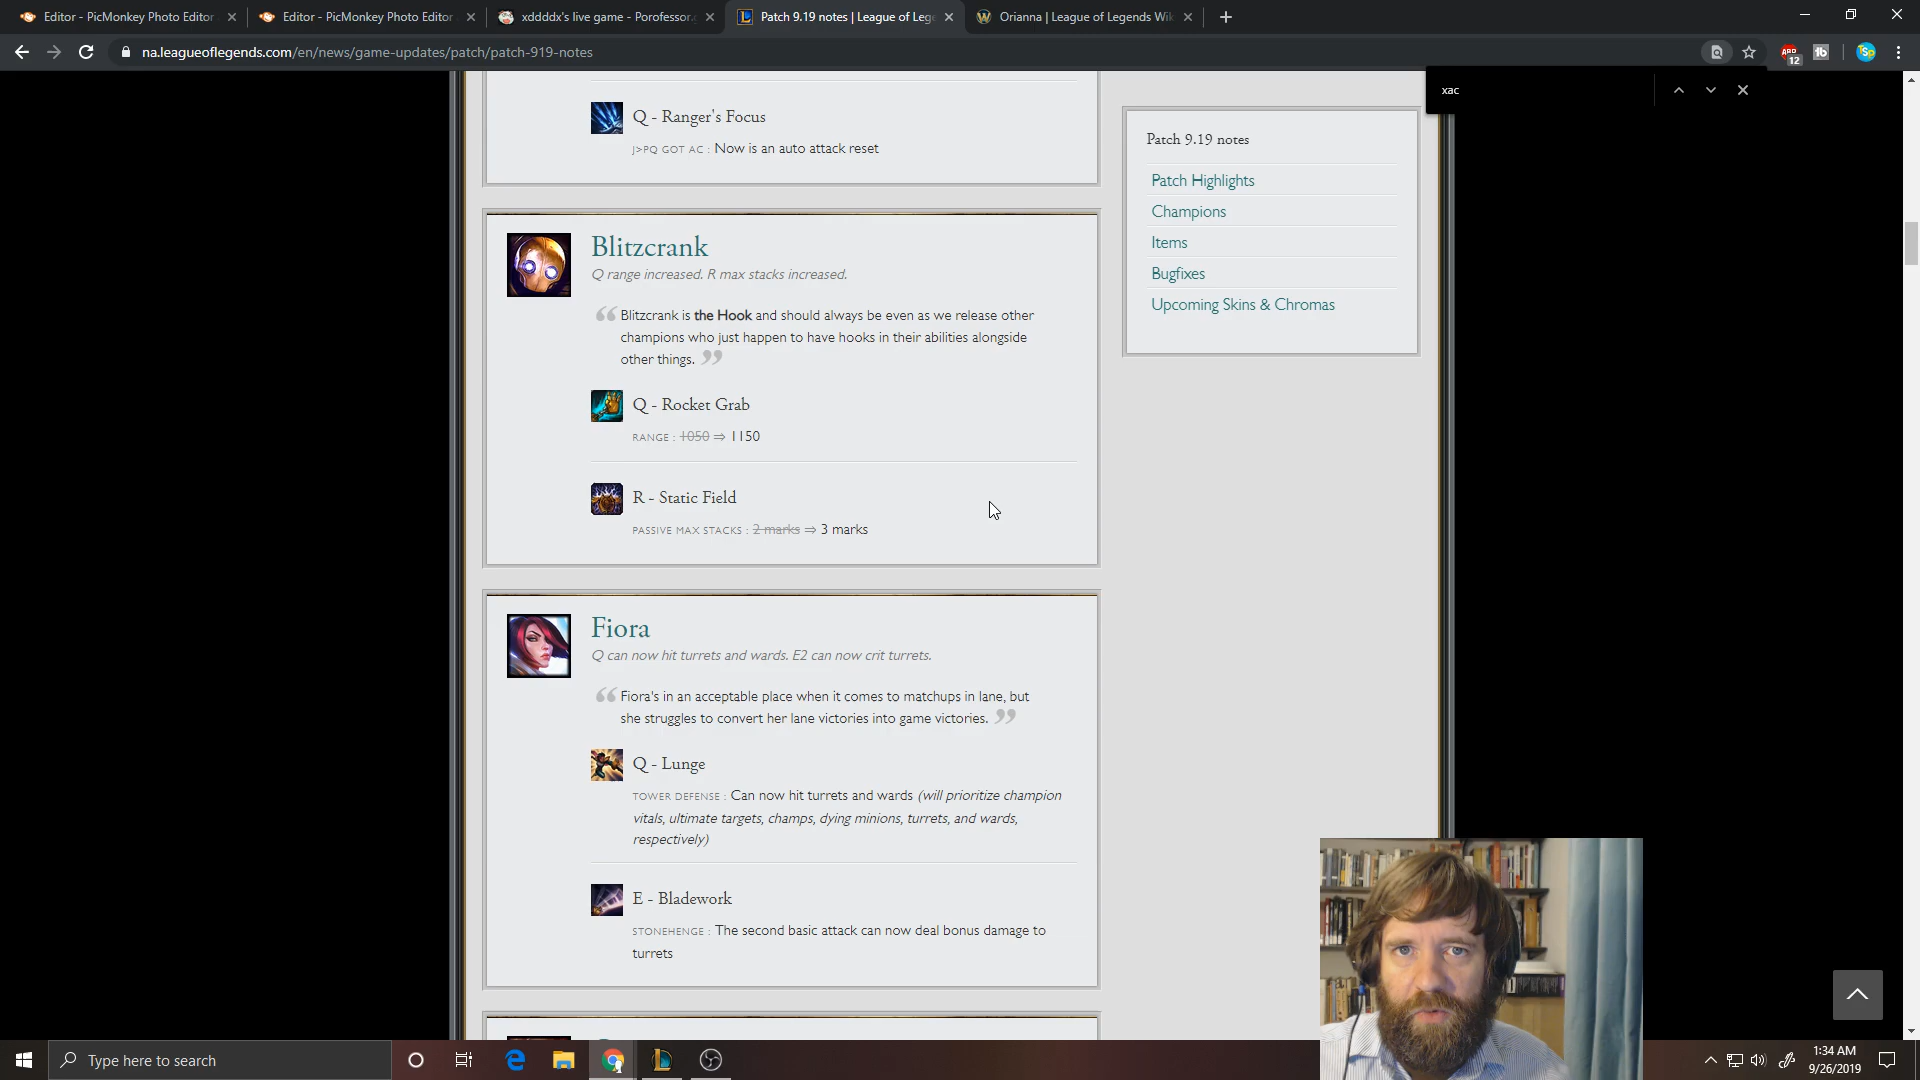 Editor - PicMonkey Photo Editor
Editor - PicMonkey Photo Editor
xddddx's live game - Porofessor.g
Patch 9.19 notes | League of Leg
Orianna | League of Legends Wik
na.leagueoflegends.com/en/news/game-updates/patch/patch-919-notes
12
xac
Q - Ranger's Focus
J>PQ GOT AC : Now is an auto attack reset
Blitzcrank
Q range increased. R max stacks increased.
Blitzcrank is the Hook and should always be even as we release other
champions who just happen to have hooks in their abilities alongside
other things.
Q - Rocket Grab
RANGE : 1050 ⇒ 1150
R - Static Field
PASSIVE MAX STACKS : 2 marks ⇒ 3 marks
Fiora
Q can now hit turrets and wards. E2 can now crit turrets.
Fiora's in an acceptable place when it comes to matchups in lane, but
she struggles to convert her lane victories into game victories.
Q - Lunge
TOWER DEFENSE : Can now hit turrets and wards (will prioritize champion
vitals, ultimate targets, champs, dying minions, turrets, and wards,
respectively)
E - Bladework
STONEHENGE : The second basic attack can now deal bonus damage to
turrets
Patch 9.19 notes
Patch Highlights
Champions
Items
Bugfixes
Upcoming Skins & Chromas
Type here to search
1:34 AM
9/26/2019